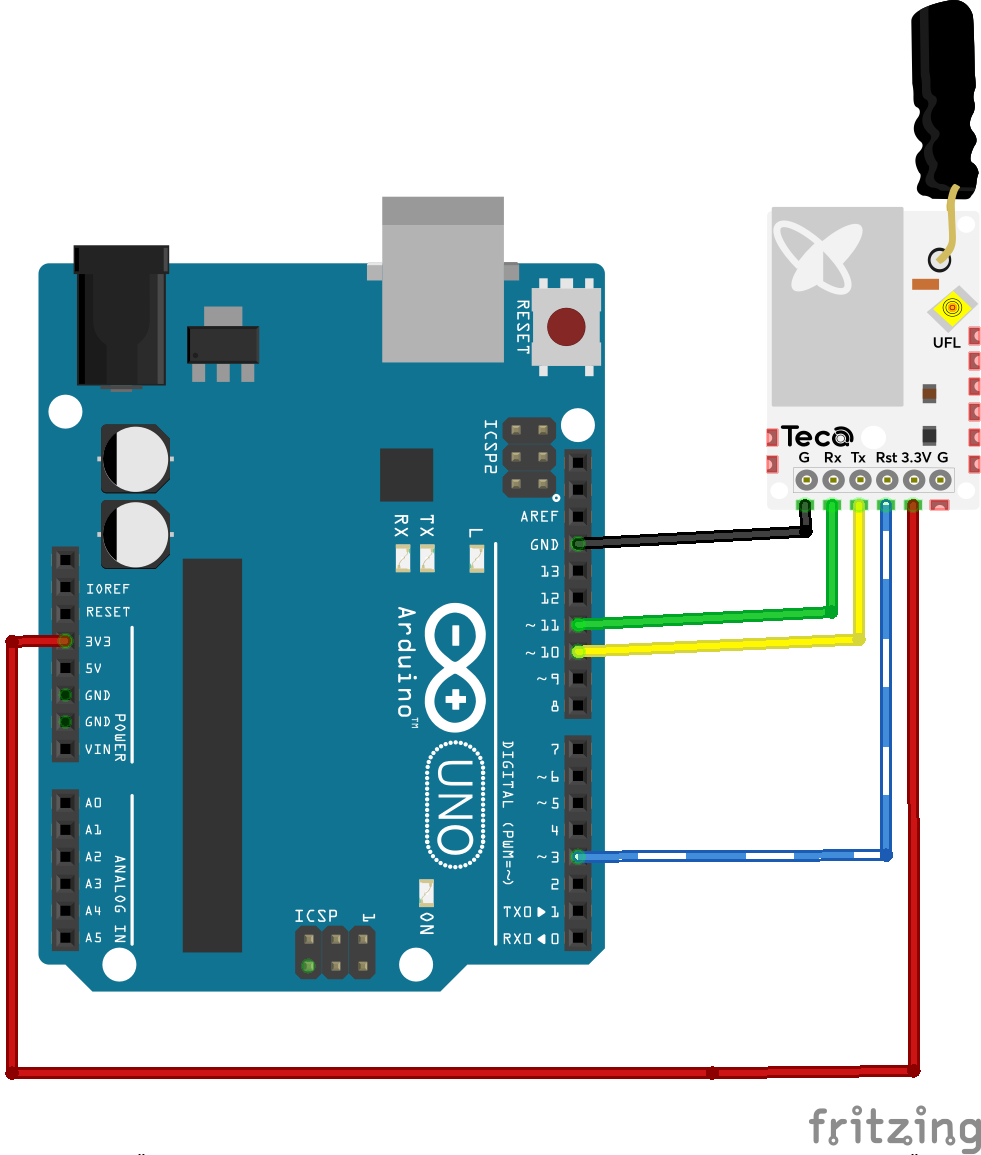 UFL
Teca
G Rx Tx Rst 3.3V G
RESET
ICSP2
AREF
GND
13
12
~11
~10
~9
8
7
~6
~5
4
~3
2
TX0▶1
RX0◀0
RX
TX
L
Arduino™
UNO
DIGITAL (PWM=~)
IOREF
RESET
3V3
5V
GND
GND
VIN
POWER
A0
A1
A2
A3
A4
A5
ANALOG IN
ICSP
1
ON
fritzing